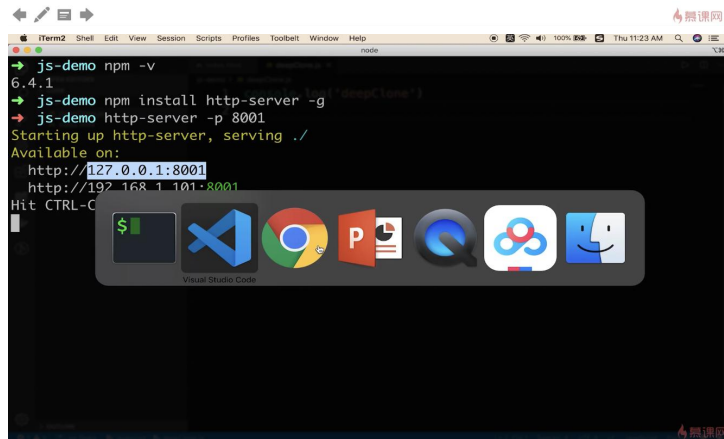 慕课网
iTerm2 Shell Edit View Session Scripts Profiles Toolbelt Window Help 100% Thu 11:23 AM
node
➜ js-demo npm -v
6.4.1
➜ js-demo npm install http-server -g
➜ js-demo http-server -p 8001
Starting up http-server, serving ./
Available on:
http://127.0.0.1:8001
http://192.168.1.101:8001
Hit CTRL-C
$
P
Visual Studio Code
慕课网